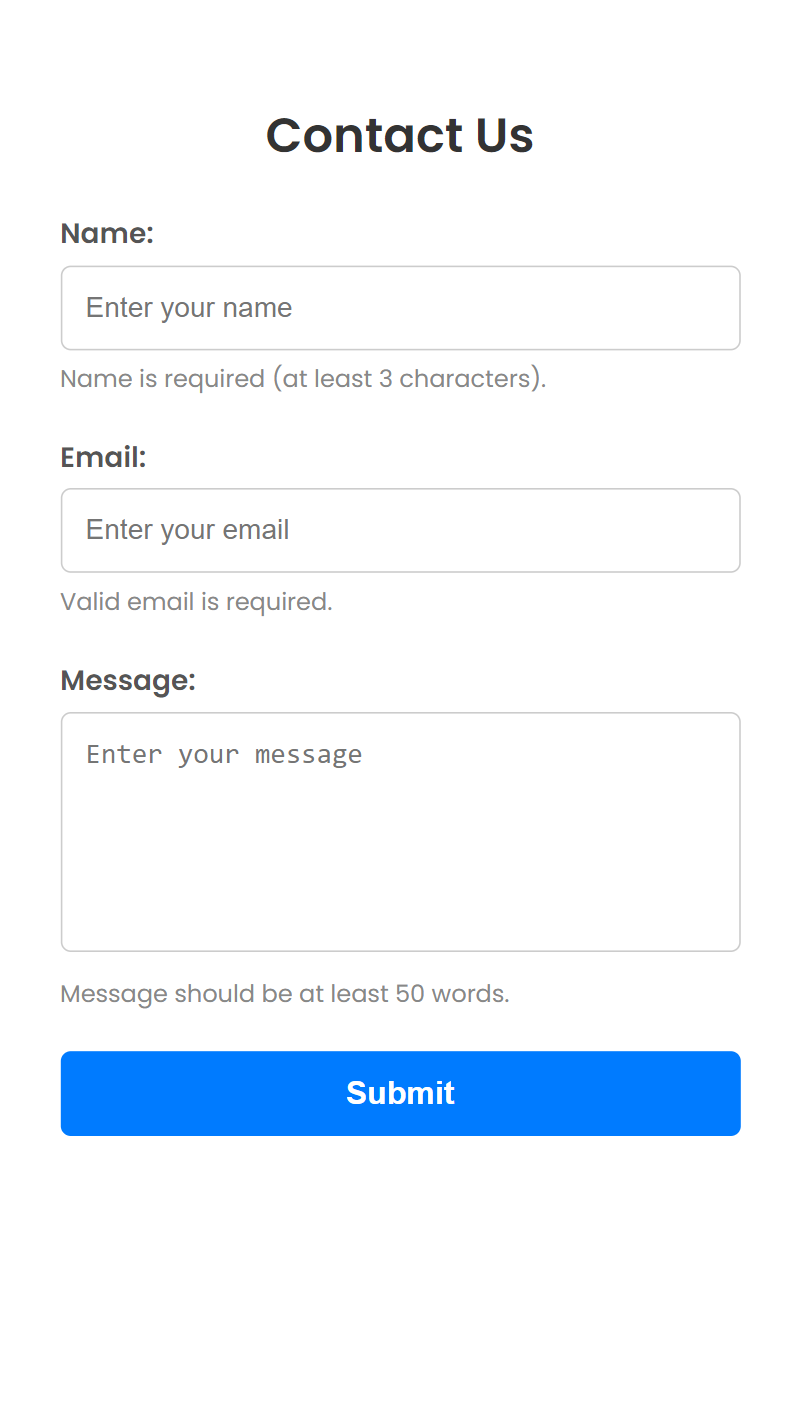 Contact Us
Name:
Enter your name
Name is required (at least 3 characters).
Email:
Enter your email
Valid email is required.
Message:
Enter your message
Message should be at least 50 words.
Submit